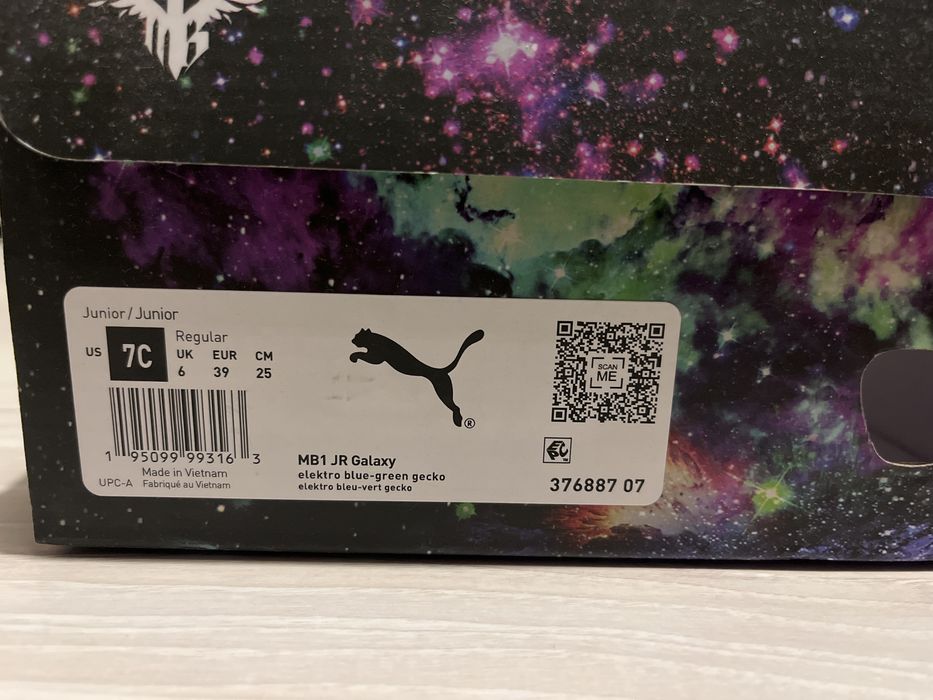 MB
Junior/Junior
US 7C Regular
UK EUR CM
6 39 25
1 95099 99316 3
Made in Vietnam
UPC-A Fabriqué au Vietnam
®
MB1 JR Galaxy
elektro blue-green gecko
elektro bleu-vert gecko
SCAN
ME
376887 07